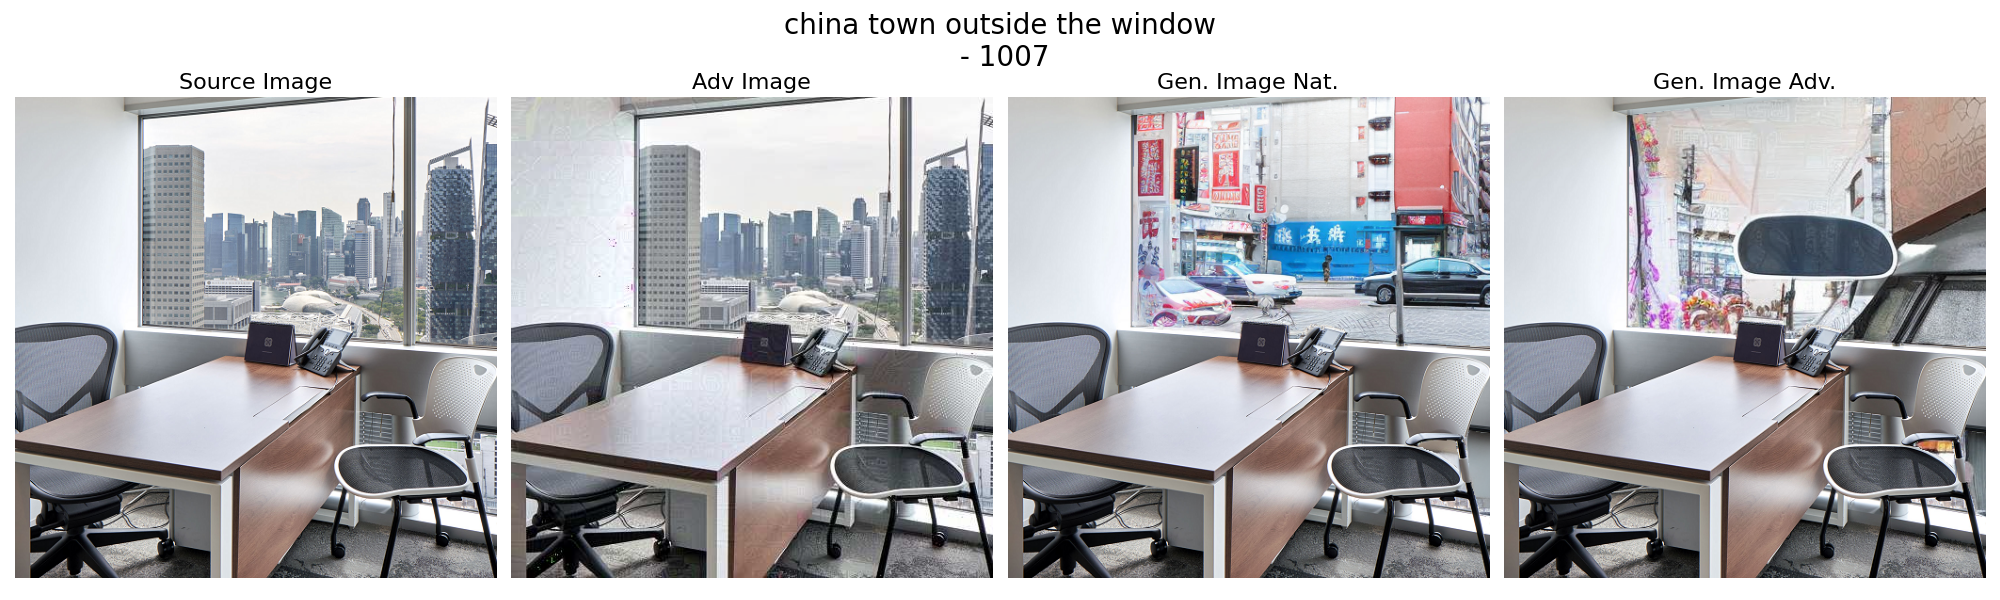 china town outside the window
- 1007
Source Image
Adv Image
Gen. Image Nat.
Gen. Image Adv.